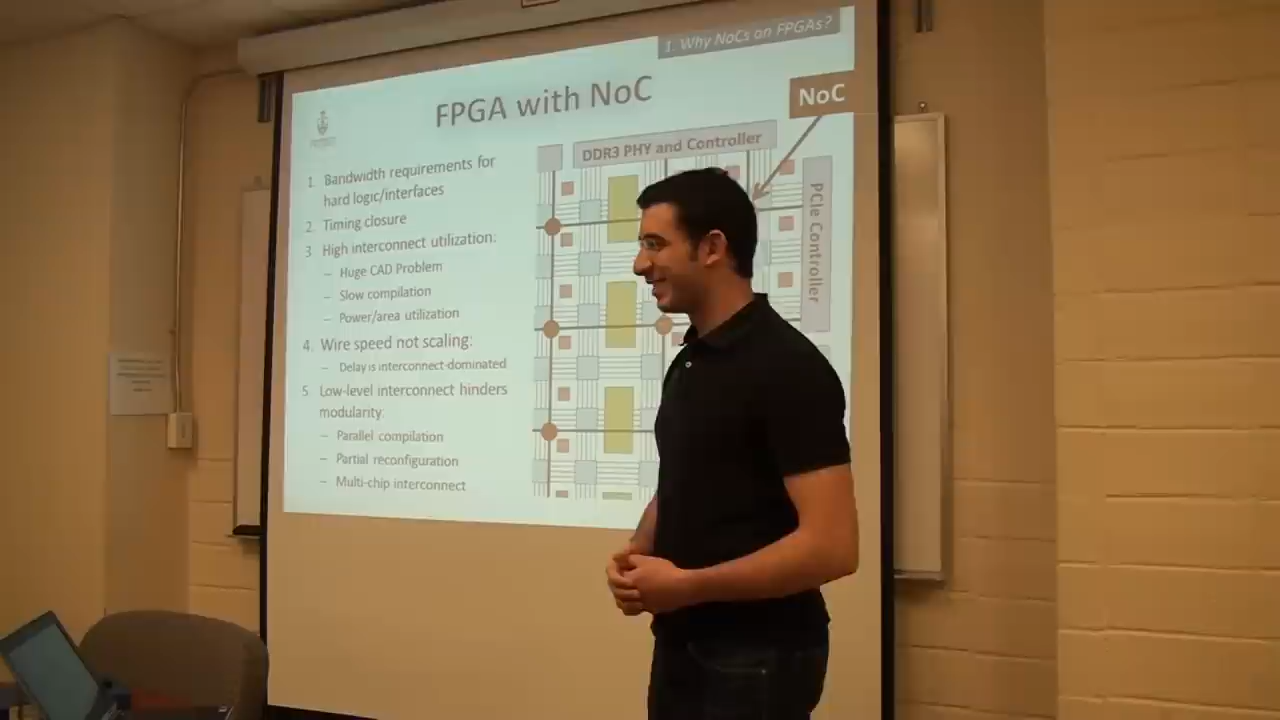 1. Why NoCs on FPGAs?
FPGA with NoC
NoC
DDR3 PHY and Controller
PCIe Controller
1. Bandwidth requirements for
hard logic/interfaces
2. Timing closure
3 High interconnect utilization:
– Huge CAD Problem
– Slow compilation
– Power/area utilization
4. Wire speed not scaling:
– Delay is interconnect-dominated
5 Low-level interconnect hinders
modularity:
– Parallel compilation
– Partial reconfiguration
– Multi-chip interconnect